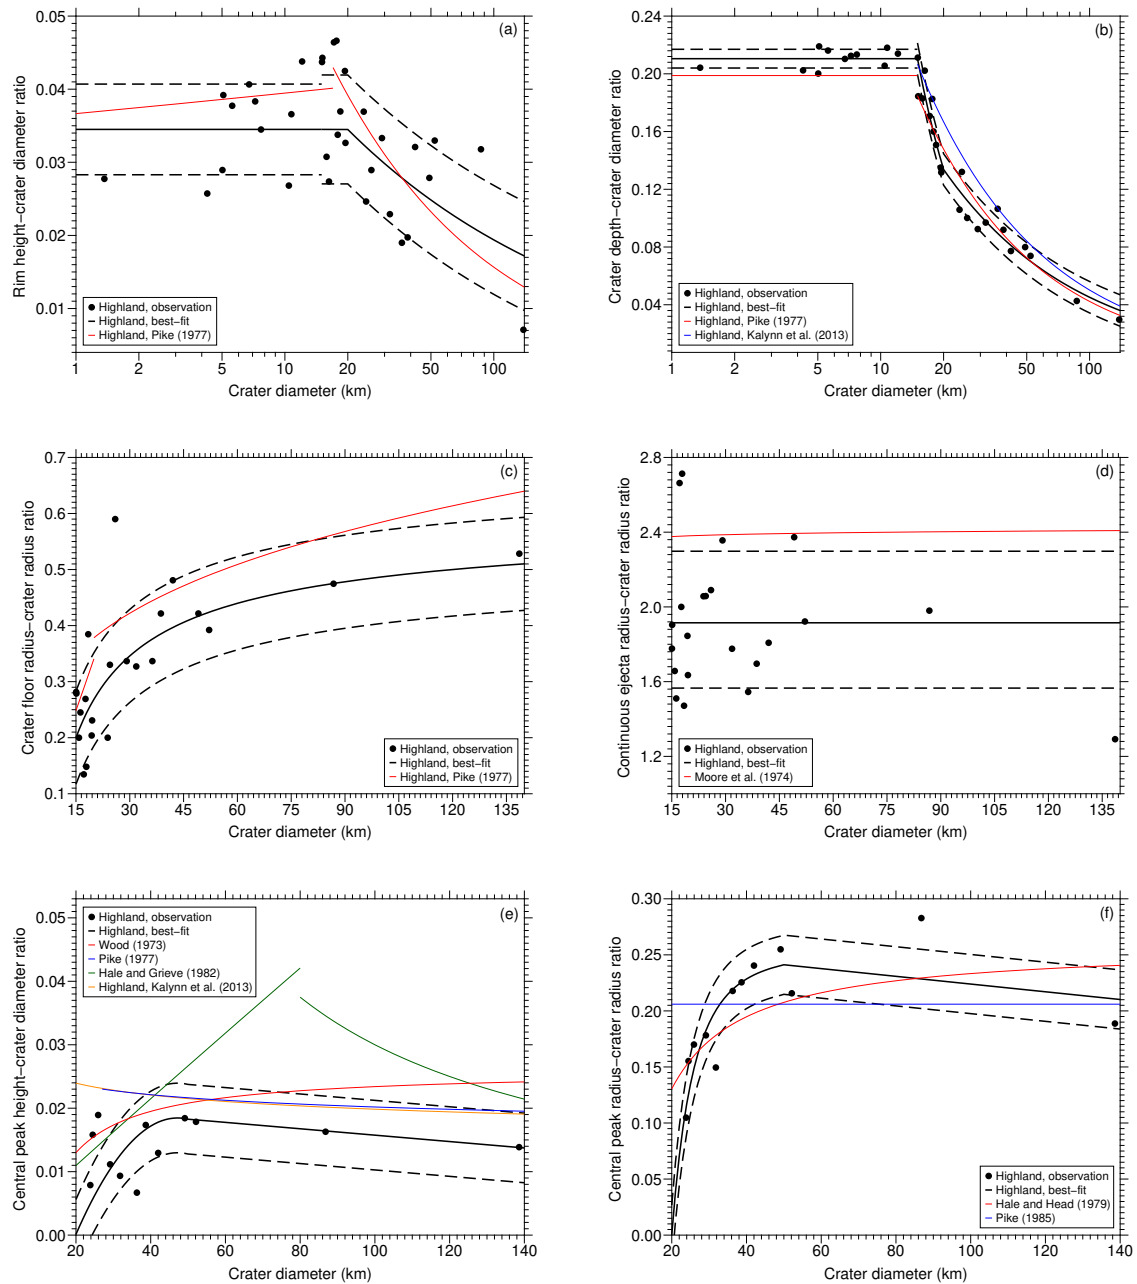 (a)
Rim height−crater diameter ratio
0.05
0.04
0.03
0.02
0.01
Highland, observation
Highland, best−fit
Highland, Pike (1977)
1 2 5 10 20 50 100
Crater diameter (km)
(b)
Crater depth−crater diameter ratio
0.24
0.20
0.16
0.12
0.08
0.04
Highland, observation
Highland, best−fit
Highland, Pike (1977)
Highland, Kalynn et al. (2013)
1 2 5 10 20 50 100
Crater diameter (km)
(c)
Crater floor radius−crater radius ratio
0.7
0.6
0.5
0.4
0.3
0.2
0.1
Highland, observation
Highland, best−fit
Highland, Pike (1977)
15 30 45 60 75 90 105 120 135
Crater diameter (km)
(d)
Continuous ejecta radius−crater radius ratio
2.8
2.4
2.0
1.6
1.2
Highland, observation
Highland, best−fit
Moore et al. (1974)
15 30 45 60 75 90 105 120 135
Crater diameter (km)
(e)
Central peak height−crater diameter ratio
0.05
0.04
0.03
0.02
0.01
0.00
Highland, observation
Highland, best−fit
Wood (1973)
Pike (1977)
Hale and Grieve (1982)
Highland, Kalynn et al. (2013)
20 40 60 80 100 120 140
Crater diameter (km)
(f)
Central peak radius−crater radius ratio
0.30
0.25
0.20
0.15
0.10
0.05
0.00
Highland, observation
Highland, best−fit
Hale and Head (1979)
Pike (1985)
20 40 60 80 100 120 140
Crater diameter (km)